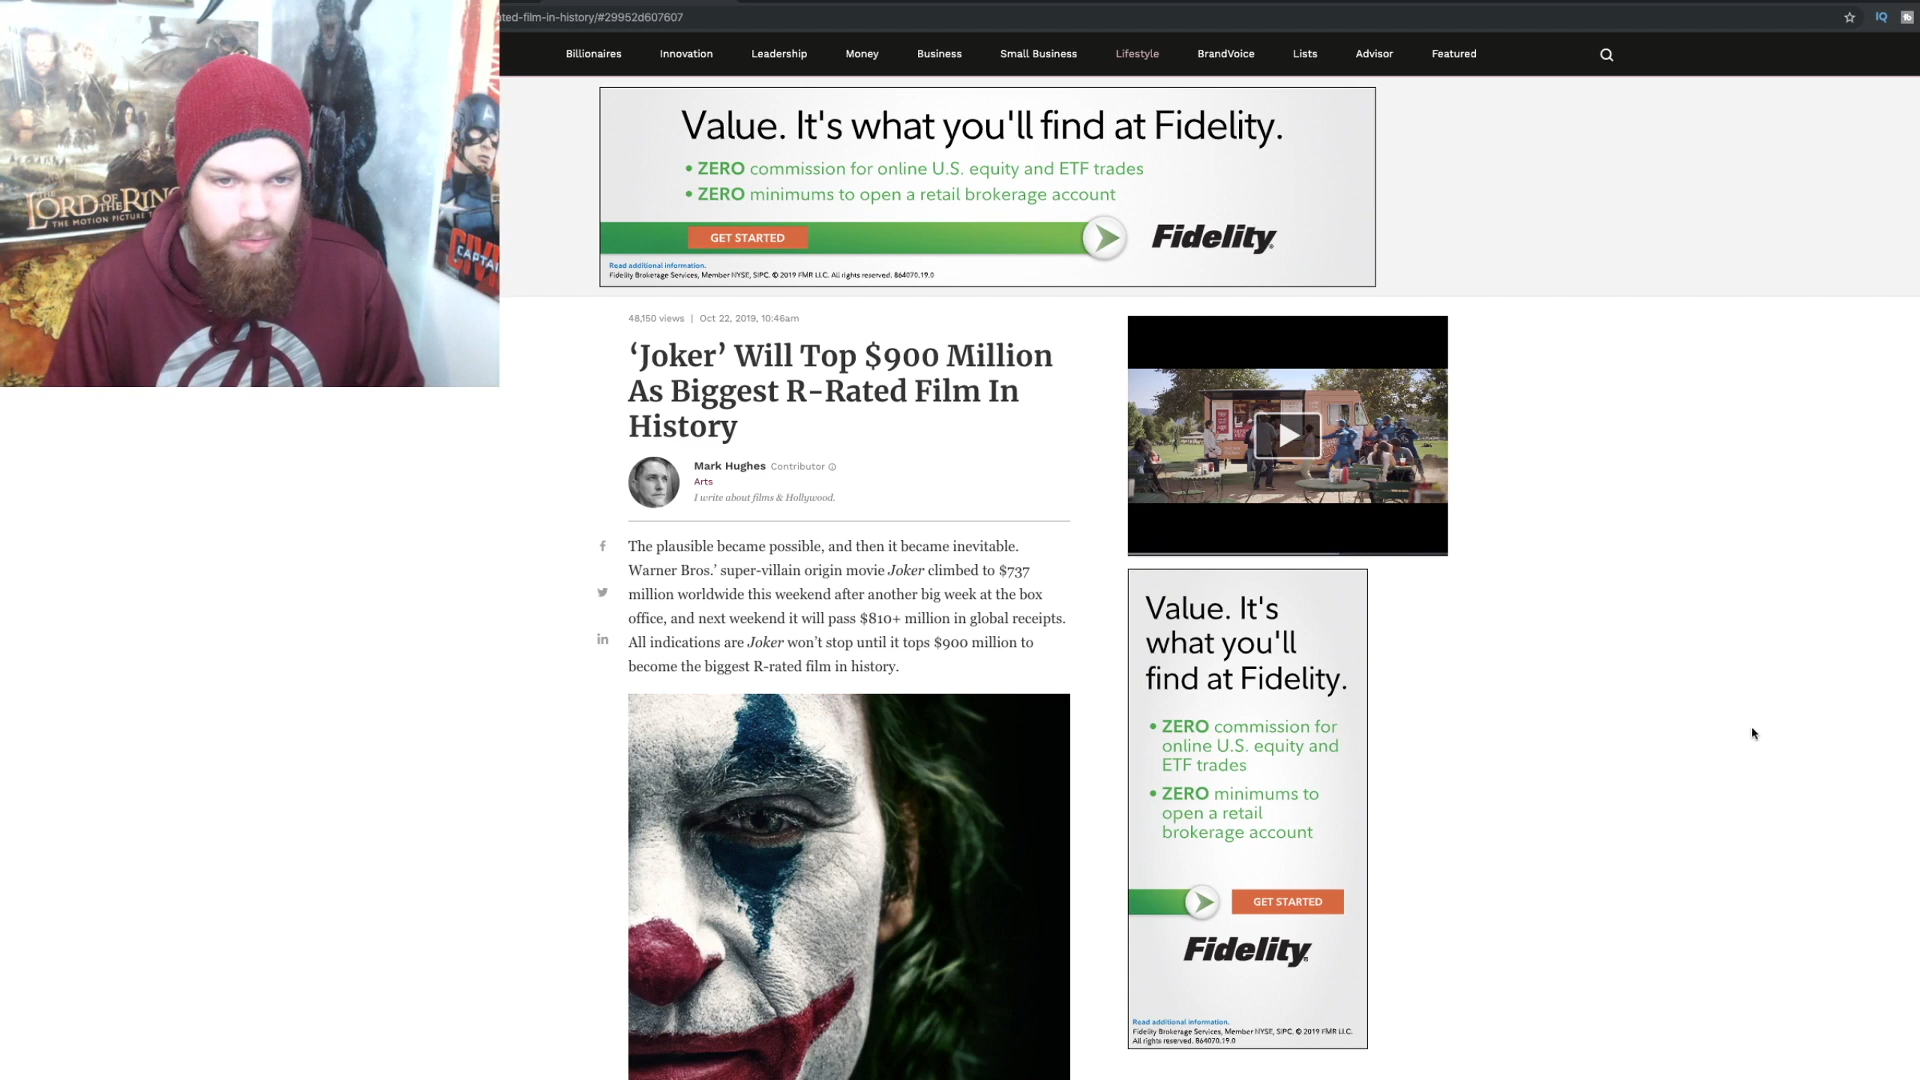 ted-film-in-history/#29952d607607
IQ
Billionaires Innovation Leadership Money Business Small Business Lifestyle BrandVoice Lists Advisor Featured
LORD OF THE RIN
THE MOTION PICTURE T
CIVI
CAPTAI
Value. It's what you'll find at Fidelity.
• ZERO commission for online U.S. equity and ETF trades
• ZERO minimums to open a retail brokerage account
GET STARTED
Fidelity
Read additional information.
Fidelity Brokerage Services, Member NYSE, SIPC. © 2019 FMR LLC. All rights reserved. 864070.19.0
48,150 views | Oct 22, 2019, 10:46am
‘Joker’ Will Top $900 Million
As Biggest R-Rated Film In
History
Mark Hughes Contributor
Arts
I write about films & Hollywood.
The plausible became possible, and then it became inevitable.
Warner Bros.’ super-villain origin movie Joker climbed to $737
million worldwide this weekend after another big week at the box
office, and next weekend it will pass $810+ million in global receipts.
All indications are Joker won’t stop until it tops $900 million to
become the biggest R-rated film in history.
Value. It's
what you'll
find at Fidelity.
• ZERO commission for
online U.S. equity and
ETF trades
• ZERO minimums to
open a retail
brokerage account
GET STARTED
Fidelity
Read additional information.
Fidelity Brokerage Services, Member NYSE, SIPC. © 2019 FMR LLC.
All rights reserved. 864070.19.0